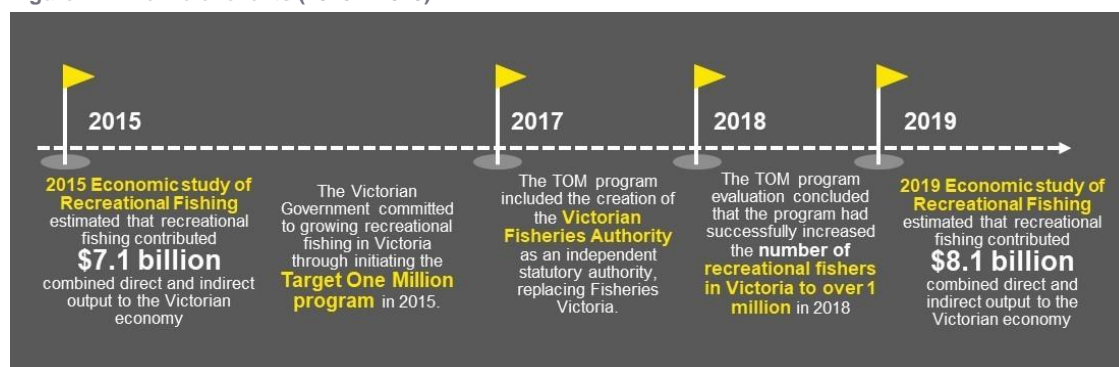 2015
2017
2018
2019
2015 Economic study of
Recreational Fishing
estimated that recreational
fishing contributed
$7.1 billion
combined direct and indirect
output to the Victorian
economy
The Victorian
Government committed
to growing recreational
fishing in Victoria
through initiating the
Target One Million
program in 2015.
The TOM program
included the creation of
the Victorian
Fisheries Authority
as an independent
statutory authority,
replacing Fisheries
Victoria.
The TOM program
evaluation concluded
that the program had
successfully increased
the number of
recreational fishers
in Victoria to over 1
million in 2018
2019 Economic study of
Recreational Fishing
estimated that recreational
fishing contributed
$8.1 billion
combined direct and
indirect output to the
Victorian economy